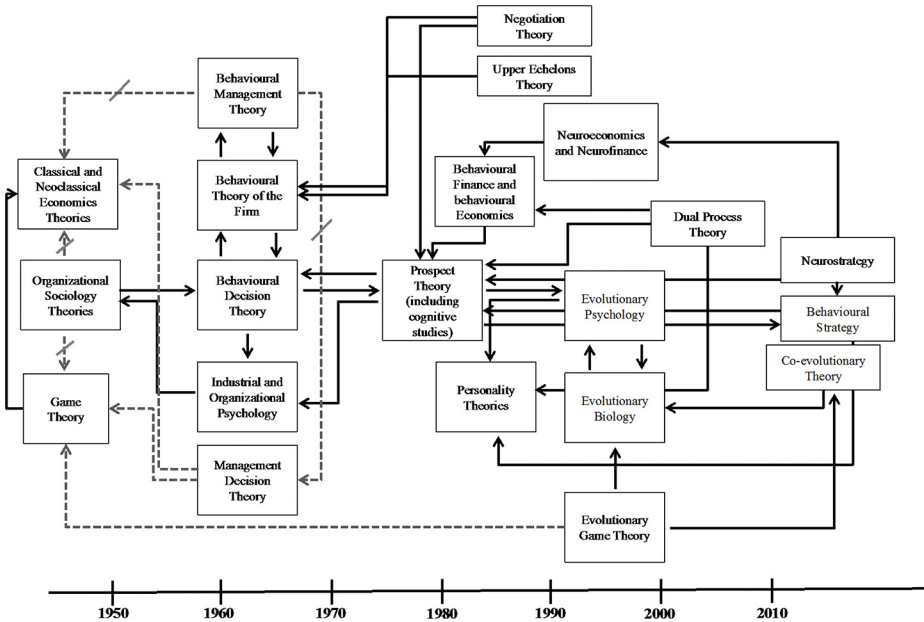 Negotiation
Theory
Upper Echelons
Theory
Behavioural
Management
Theory
Neuroeconomics
and Neurofinance
Classical and
Neoclassical
Economics
Theories
Behavioural
Theory of the
Firm
Behavioural
Finance and
behavioural
Economics
Dual Process
Theory
Organizational
Sociology
Theories
Behavioural
Decision
Theory
Prospect
Theory
(including
cognitive
studies)
Evolutionary
Psychology
Neurostrategy
Behavioural
Strategy
Co-evolutionary
Theory
Game
Theory
Industrial and
Organizational
Psychology
Personality
Theories
Evolutionary
Biology
Management
Decision
Theory
Evolutionary
Game Theory
1950 1960 1970 1980 1990 2000 2010